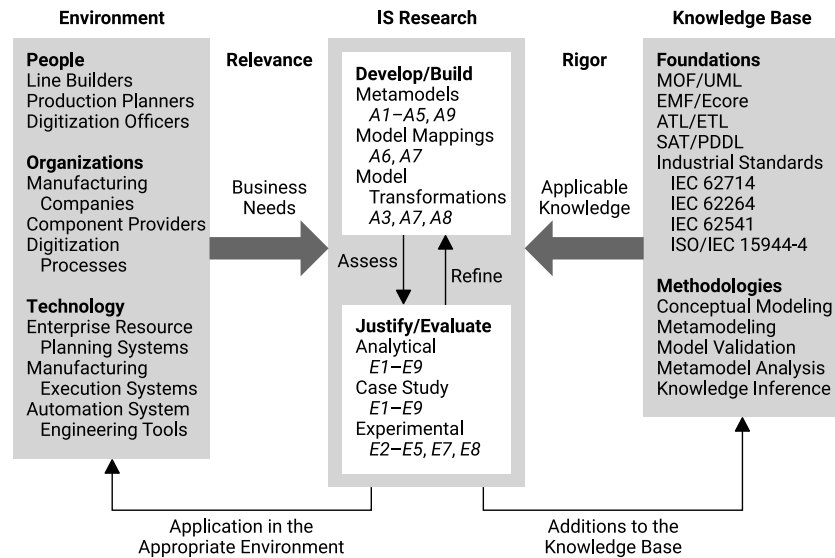 Environment
IS Research
Knowledge Base
People
Line Builders
Production Planners
Digitization Officers
Organizations
Manufacturing
Companies
Component Providers
Digitization
Processes
Technology
Enterprise Resource
Planning Systems
Manufacturing
Execution Systems
Automation System
Engineering Tools
Relevance
Business
Needs
Develop/Build
Metamodels
A1–A5, A9
Model Mappings
A6, A7
Model
Transformations
A3, A7, A8
Assess
Refine
Justify/Evaluate
Analytical
E1–E9
Case Study
E1–E9
Experimental
E2–E5, E7, E8
Rigor
Applicable
Knowledge
Foundations
MOF/UML
EMF/Ecore
ATL/ETL
SAT/PDDL
Industrial Standards
IEC 62714
IEC 62264
IEC 62541
ISO/IEC 15944-4
Methodologies
Conceptual Modeling
Metamodeling
Model Validation
Metamodel Analysis
Knowledge Inference
Application in the
Appropriate Environment
Additions to the
Knowledge Base